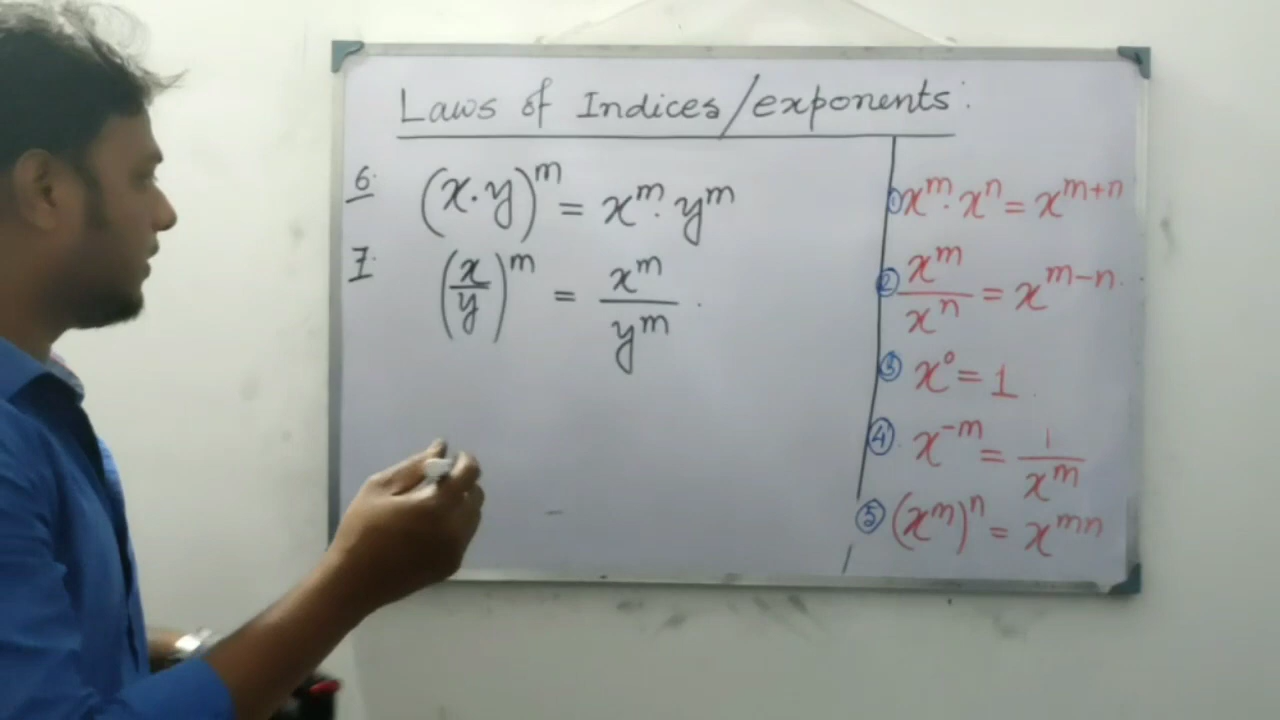 Laws of Indices/exponents:
6. (x·y)^m = x^m · y^m
7. (x/y)^m = x^m / y^m.
① x^m · x^n = x^{m+n}
② x^m / x^n = x^{m-n}.
③ x^0 = 1.
④. x^{-m} = 1 / x^m
⑤ (x^m)^n = x^{mn}